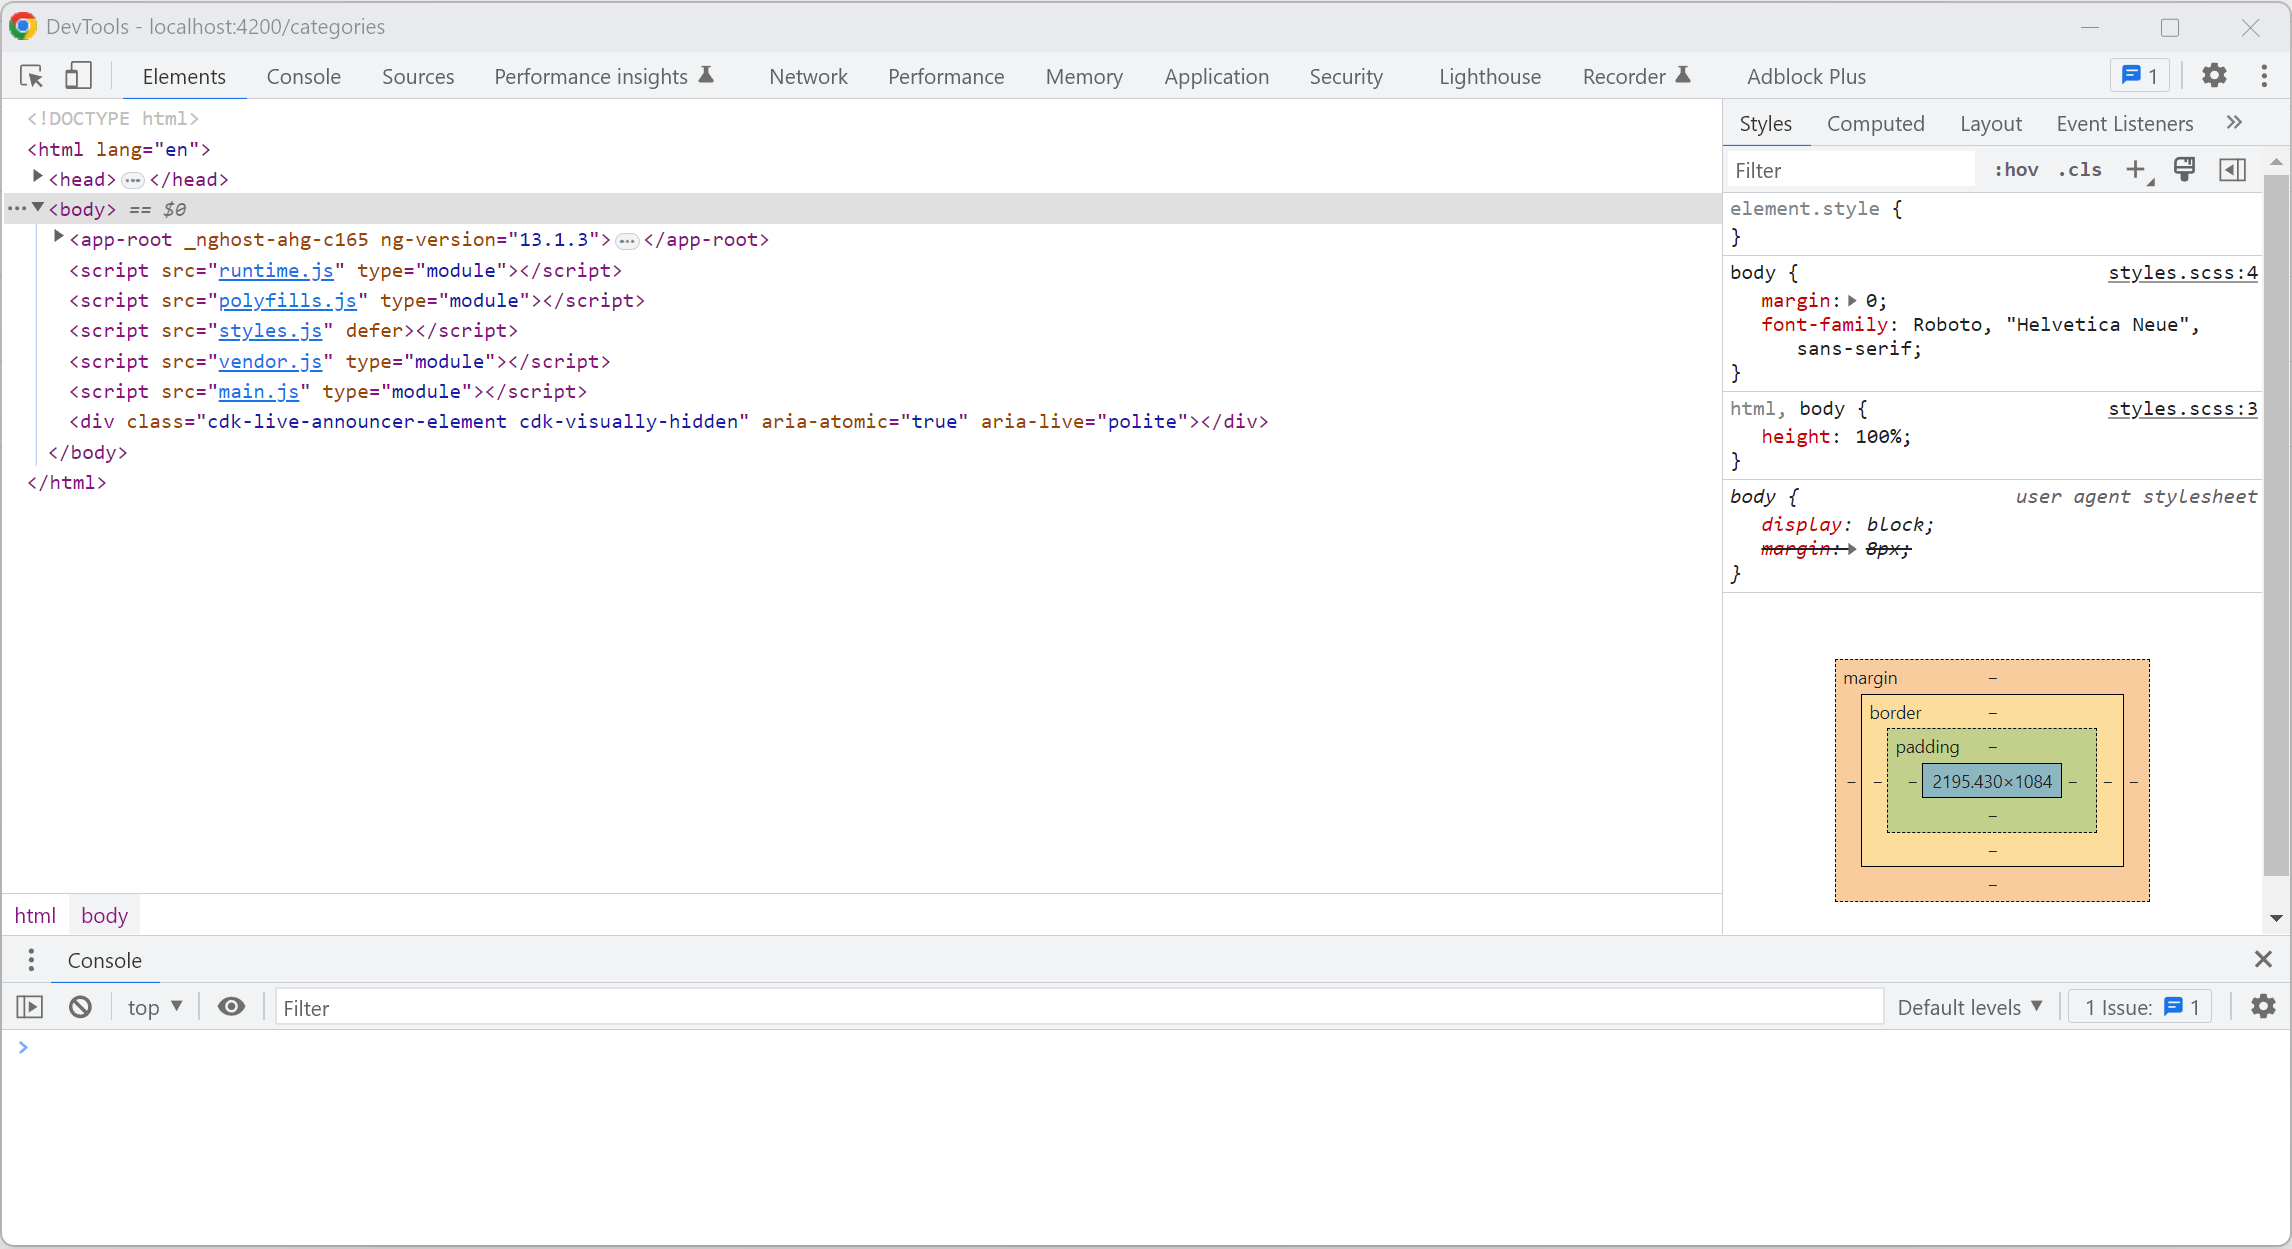 DevTools - localhost:4200/categories
Elements Console Sources Performance insights Network Performance Memory Application Security Lighthouse Recorder Adblock Plus 1
<!DOCTYPE html>
<html lang="en">
<head> ••• </head>
••• <body> == $0
<app-root _nghost-ahg-c165 ng-version="13.1.3"> ••• </app-root>
<script src="runtime.js" type="module"></script>
<script src="polyfills.js" type="module"></script>
<script src="styles.js" defer></script>
<script src="vendor.js" type="module"></script>
<script src="main.js" type="module"></script>
<div class="cdk-live-announcer-element cdk-visually-hidden" aria-atomic="true" aria-live="polite"></div>
</body>
</html>
html body
Styles Computed Layout Event Listeners »
Filter :hov .cls +
element.style {
}
body { styles.scss:4
margin: 0;
font-family: Roboto, "Helvetica Neue",
sans-serif;
}
html, body { styles.scss:3
height: 100%;
}
body { user agent stylesheet
display: block;
margin: 8px;
}
margin –
border –
padding –
– – – 2195.430×1084 – – –
–
–
–
Console
top Filter Default levels 1 Issue: 1
>